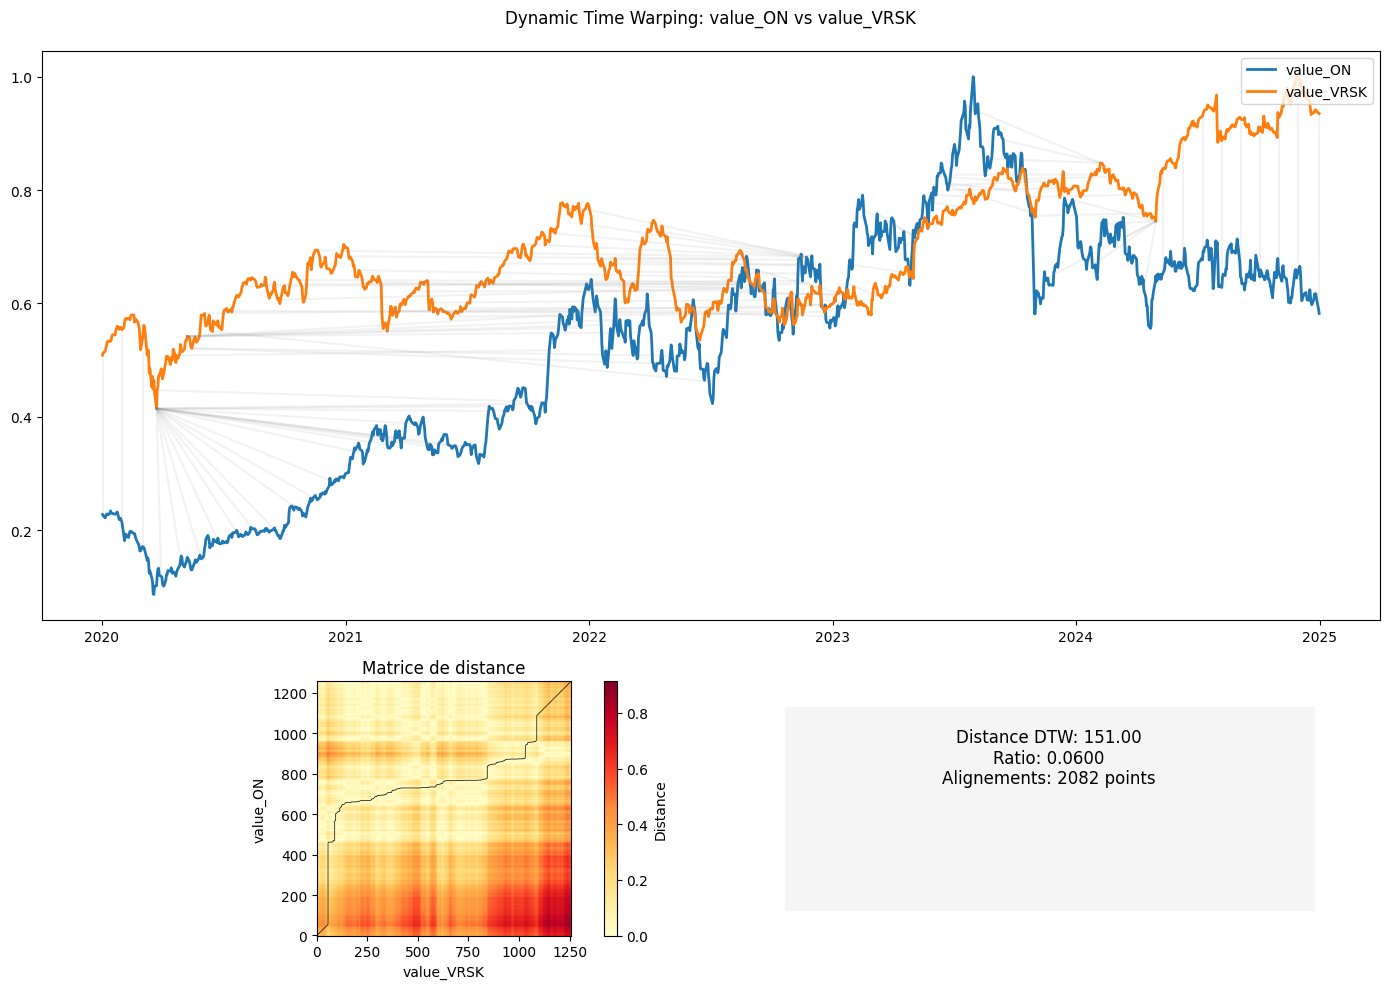 Dynamic Time Warping: value_ON vs value_VRSK
value_ON
value_VRSK
1.0
0.8
0.6
0.4
0.2
2020 2021 2022 2023 2024 2025
Matrice de distance
1200
1000
800
600
400
200
0
value_ON
0 250 500 750 1000 1250
value_VRSK
0.8
0.6
0.4
0.2
0.0
Distance
Distance DTW: 151.00
Ratio: 0.0600
Alignements: 2082 points